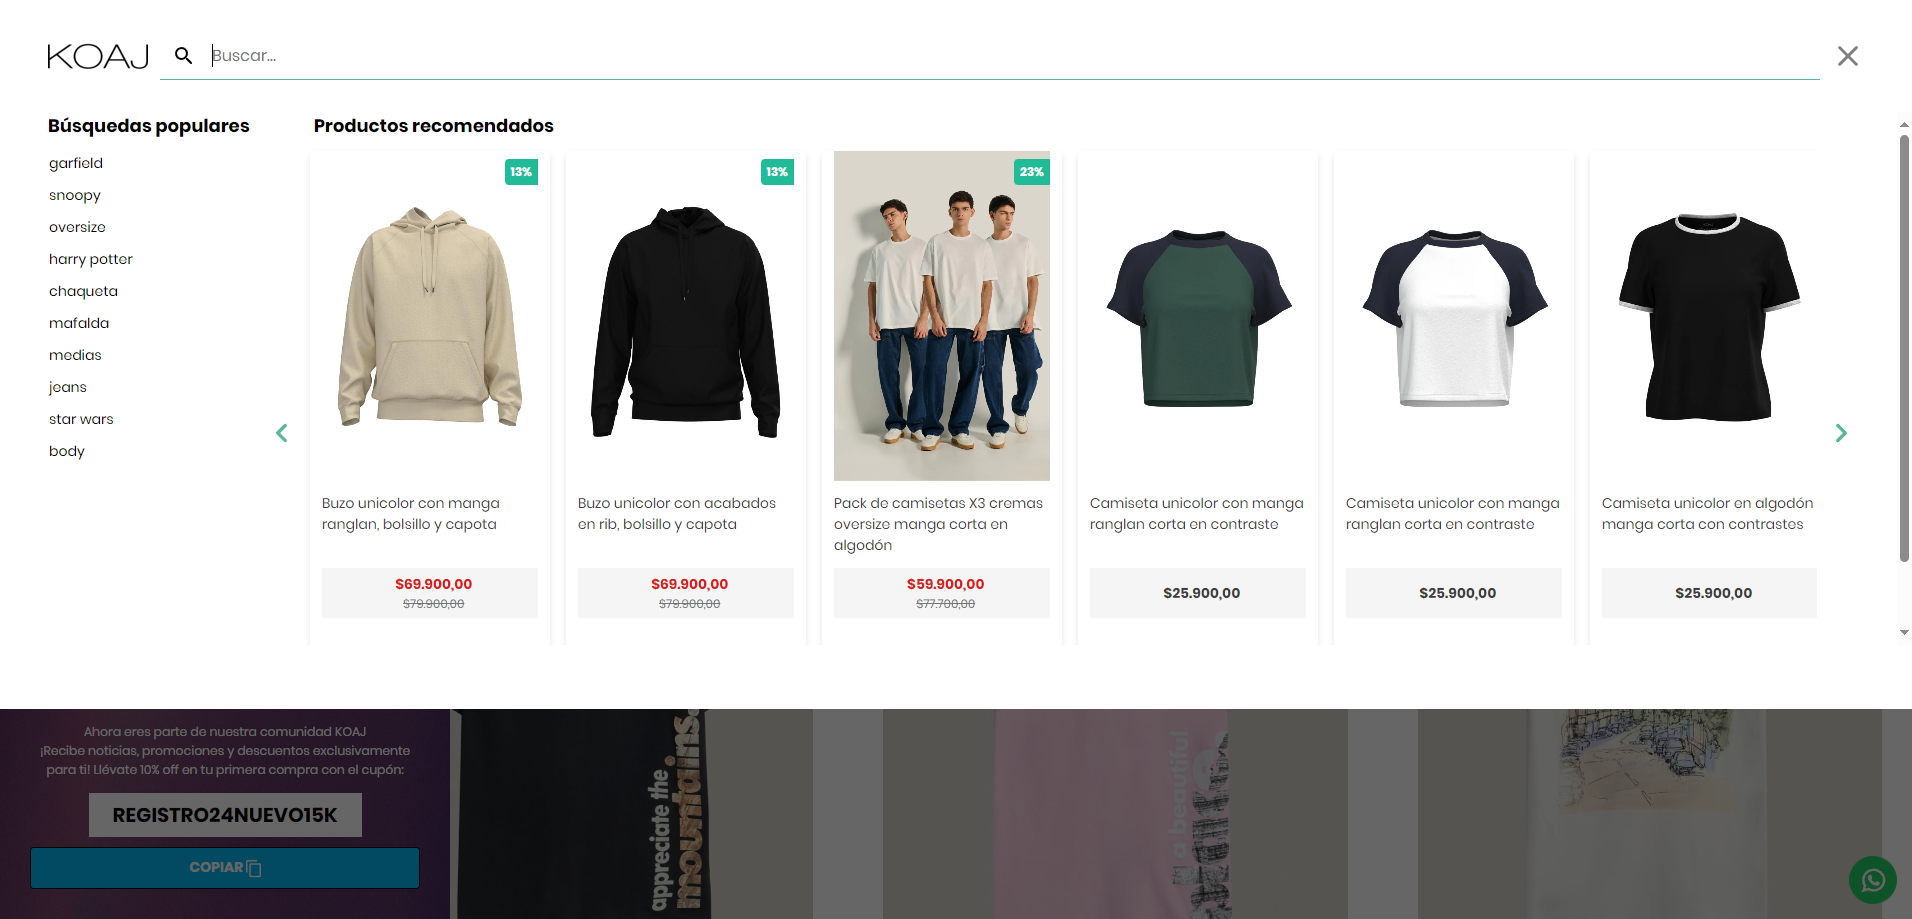 KOAJ
Buscar...
Búsquedas populares
garfield
snoopy
oversize
harry potter
chaqueta
mafalda
medias
jeans
star wars
body
Productos recomendados
13%
Buzo unicolor con manga
ranglan, bolsillo y capota
$69.900,00
$79.900,00
13%
Buzo unicolor con acabados
en rib, bolsillo y capota
$69.900,00
$79.900,00
23%
Pack de camisetas X3 cremas
oversize manga corta en
algodón
$59.900,00
$77.700,00
Camiseta unicolor con manga
ranglan corta en contraste
$25.900,00
Camiseta unicolor con manga
ranglan corta en contraste
$25.900,00
Camiseta unicolor en algodón
manga corta con contrastes
$25.900,00
Ahora eres parte de nuestra comunidad KOAJ
¡Recibe noticias, promociones y descuentos exclusivamente
para ti! Llévate 10% off en tu primera compra con el cupón:
REGISTRO24NUEVO15K
COPIAR
appreciate the
mountains.
a beautiful